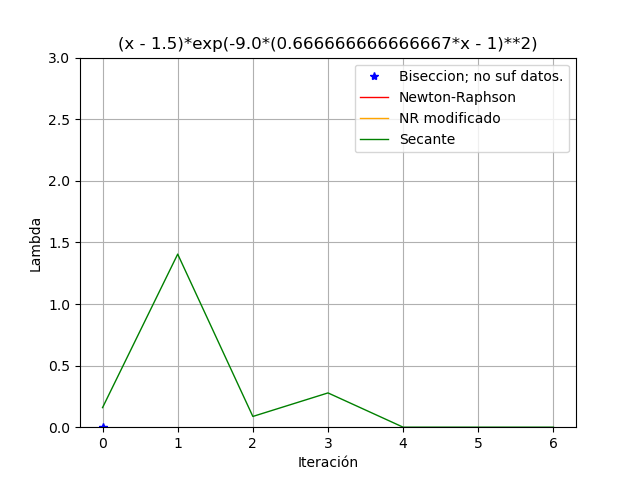 (x - 1.5)*exp(-9.0*(0.666666666666667*x - 1)**2)
Biseccion; no suf datos.
Newton-Raphson
NR modificado
Secante
Lambda
3.0
2.5
2.0
1.5
1.0
0.5
0.0
0 1 2 3 4 5 6
Iteración